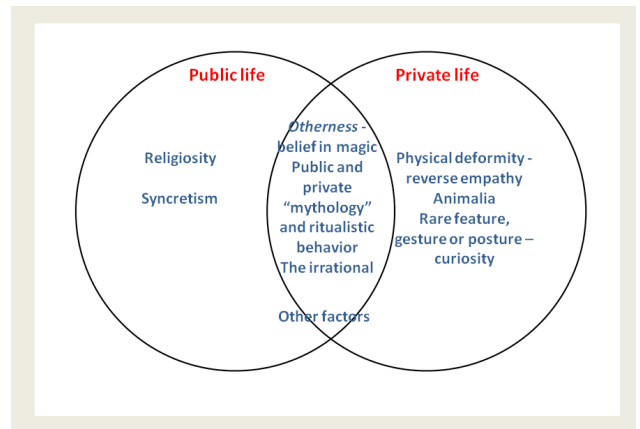 Public life
Private life
Religiosity
Syncretism
Otherness -
belief in magic
Public and
private
“mythology”
and ritualistic
behavior
The irrational
Other factors
Physical deformity -
reverse empathy
Animalia
Rare feature,
gesture or posture –
curiosity